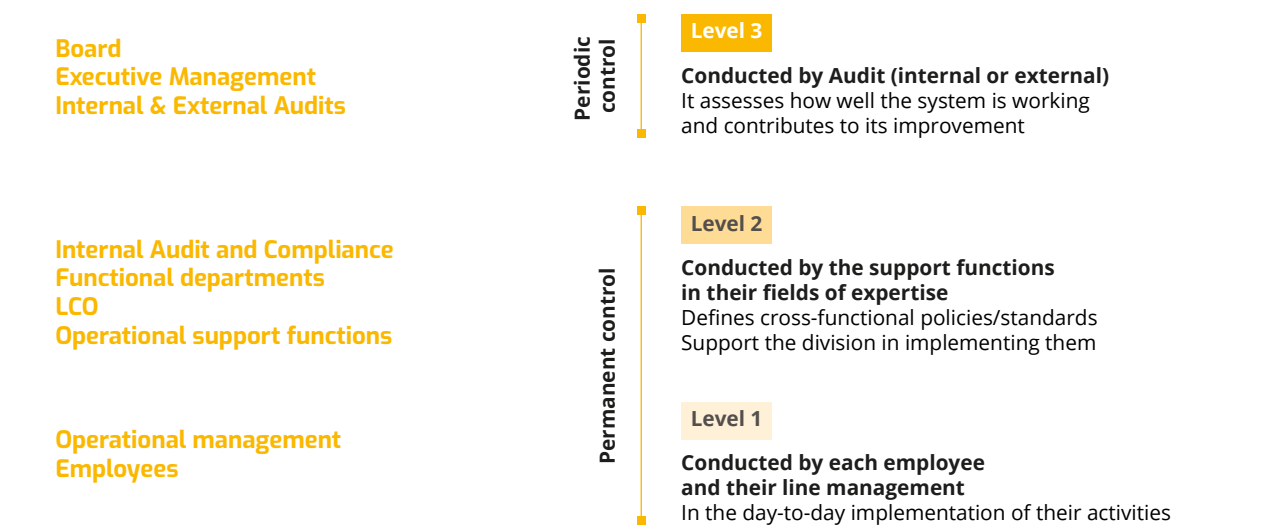 Board
Executive Management
Internal & External Audits
Periodic
control
Level 3
Conducted by Audit (internal or external)
It assesses how well the system is working
and contributes to its improvement
Internal Audit and Compliance
Functional departments
LCO
Operational support functions
Permanent control
Level 2
Conducted by the support functions
in their fields of expertise
Defines cross-functional policies/standards
Support the division in implementing them
Operational management
Employees
Level 1
Conducted by each employee
and their line management
In the day-to-day implementation of their activities